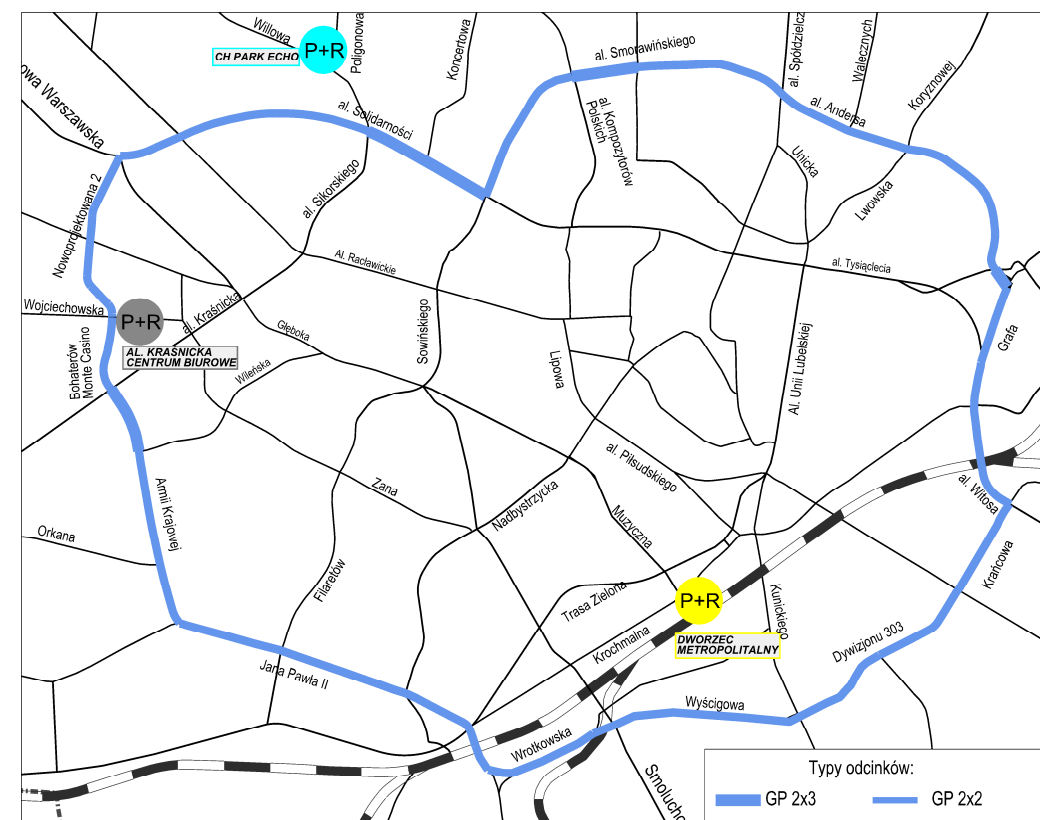 Willowa
P+R
CH PARK ECHO
Poligonowa
Koncertowa
al. Smorawińskiego
al. Spółdzielcz
Walecznych
Koryznowej
owa Warszawska
al. Solidarności
al. Kompozytorów
Polskich
al. Andersa
Unicka
Lwowska
al. Sikorskiego
Nowoprojektowana 2
Al. Racławickie
al. Tysiąclecia
Wojciechowska
P+R
al. Kraśnicka
AL. KRAŚNICKA
CENTRUM BIUROWE
Głęboka
Sowińskiego
Grafa
Bohaterów
Monte Casino
Wileńska
Lipowa
Al. Unii Lubelskiej
al. Piłsudskiego
Zana
Nadbystrzycka
Muzyczna
al. Witosa
Armii Krajowej
Orkana
Filaretów
Trasa Zielona
P+R
Krańcowa
Kunickiego
Krochmalna
DWORZEC
METROPOLITALNY
Dywizjonu 303
Jana Pawła II
Wyścigowa
Wrotkowska
Smolucho
Typy odcinków:
GP 2x3
GP 2x2